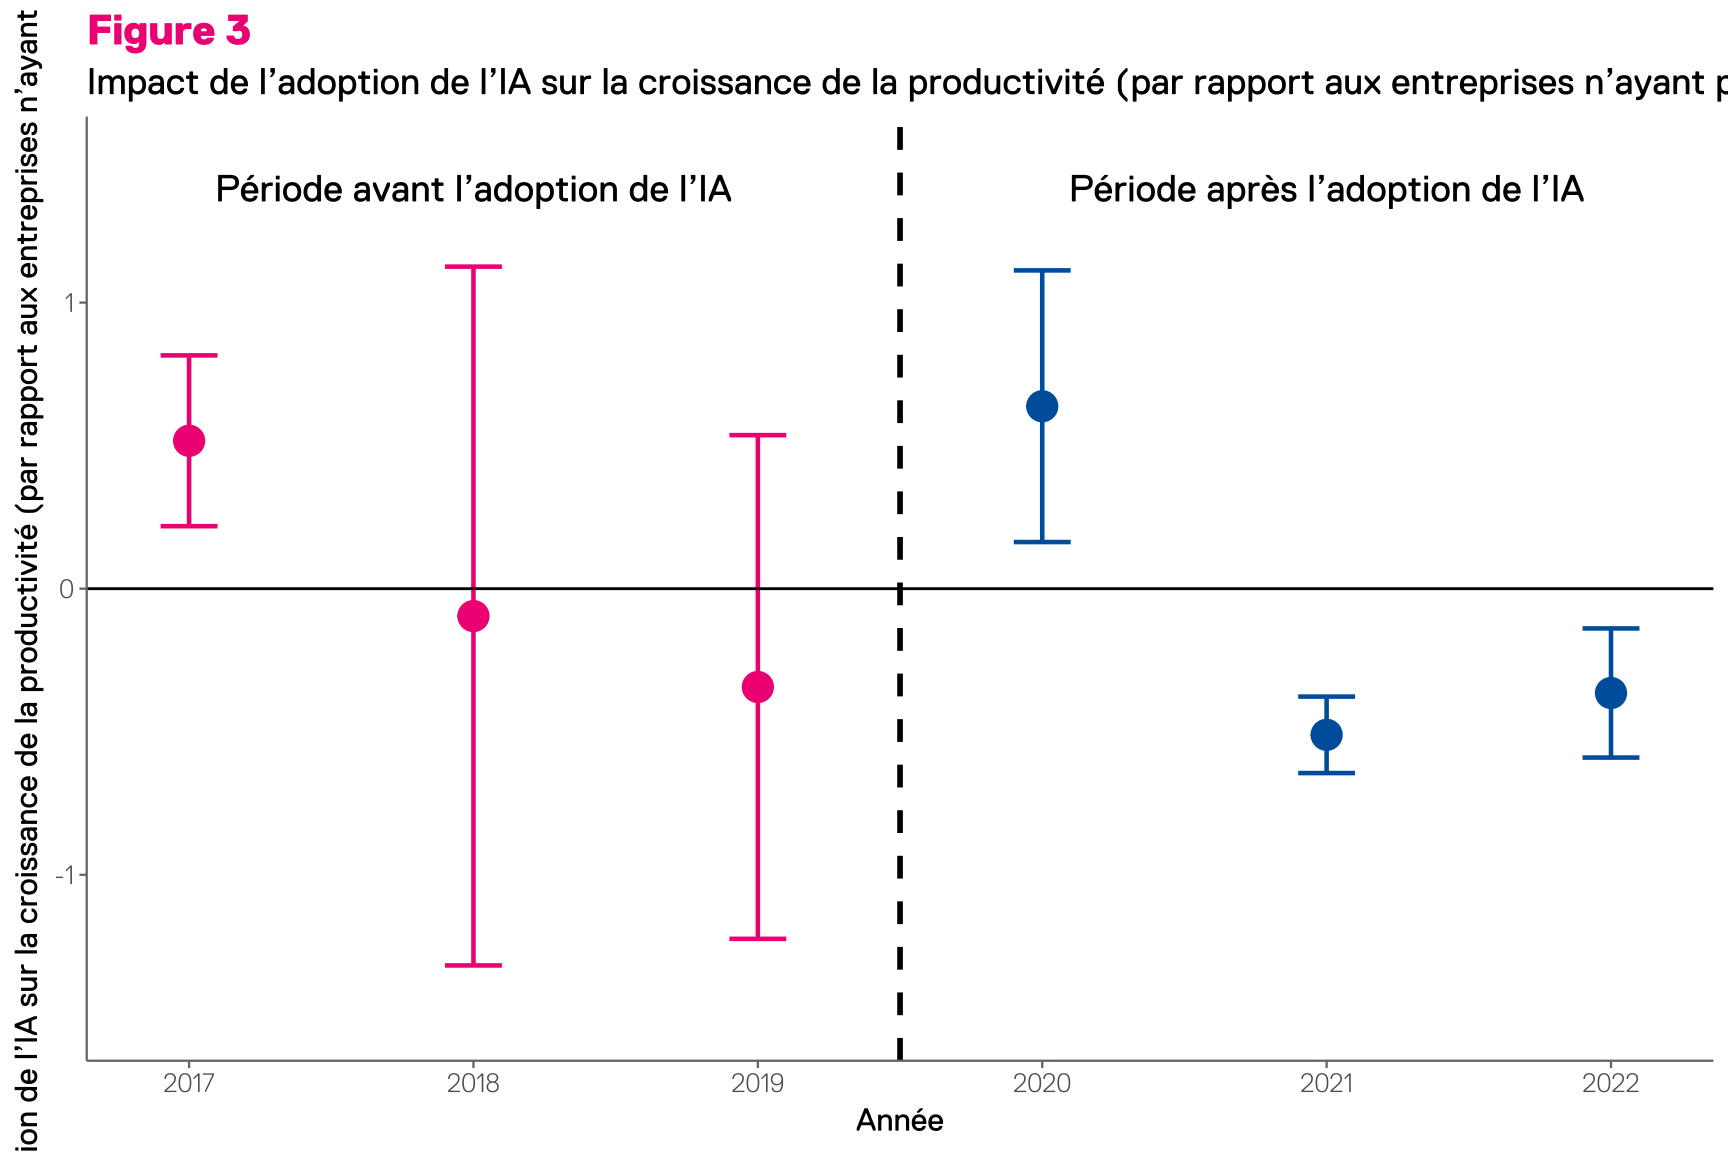 Figure 3
Impact de l’adoption de l’IA sur la croissance de la productivité (par rapport aux entreprises n’ayant p
ion de l’IA sur la croissance de la productivité (par rapport aux entreprises n’ayant
Période avant l’adoption de l’IA
Période après l’adoption de l’IA
1
0
-1
2017
2018
2019
2020
2021
2022
Année